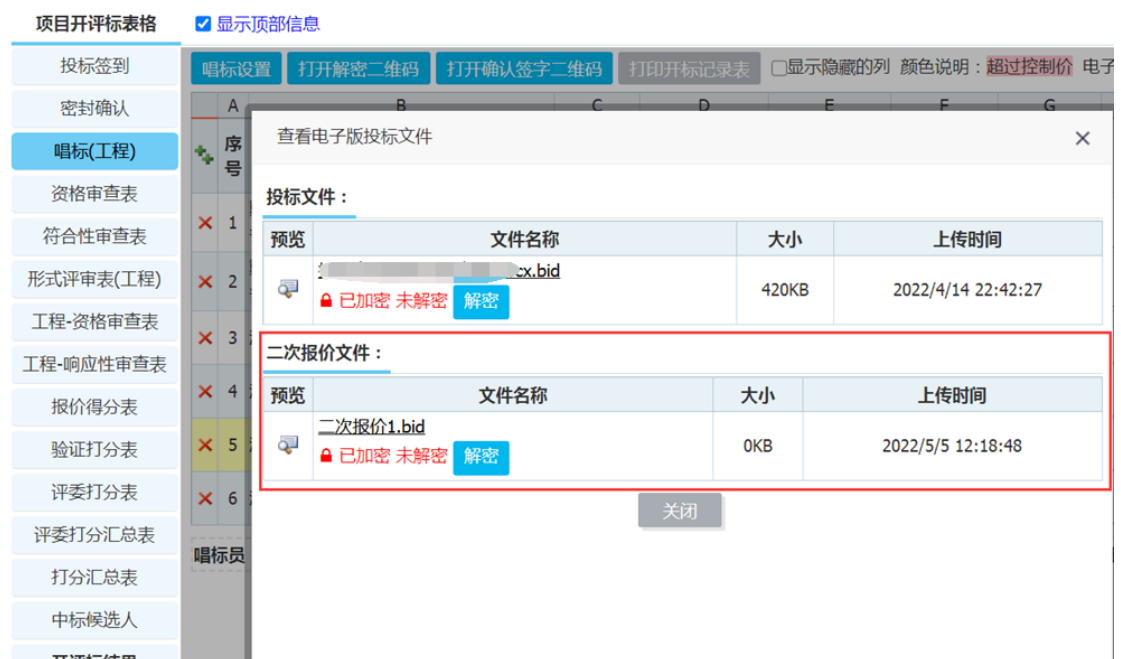 项目开评标表格
显示顶部信息
投标签到
密封确认
唱标(工程)
资格审查表
符合性审查表
形式评审表(工程)
工程-资格审查表
工程-响应性审查表
报价得分表
验证打分表
评委打分表
评委打分汇总表
打分汇总表
中标候选人
开评标结果
唱标设置 打开解密二维码 打开确认签字二维码 打印开标记录表 显示隐藏的列 颜色说明：超过控制价 电子
A B C D E F G
序号
1
2
3
4
5
6
唱标员
查看电子版投标文件
投标文件：
预览 文件名称 大小 上传时间
cx.bid
已加密 未解密 解密 420KB 2022/4/14 22:42:27
二次报价文件：
预览 文件名称 大小 上传时间
二次报价1.bid
已加密 未解密 解密 0KB 2022/5/5 12:18:48
关闭